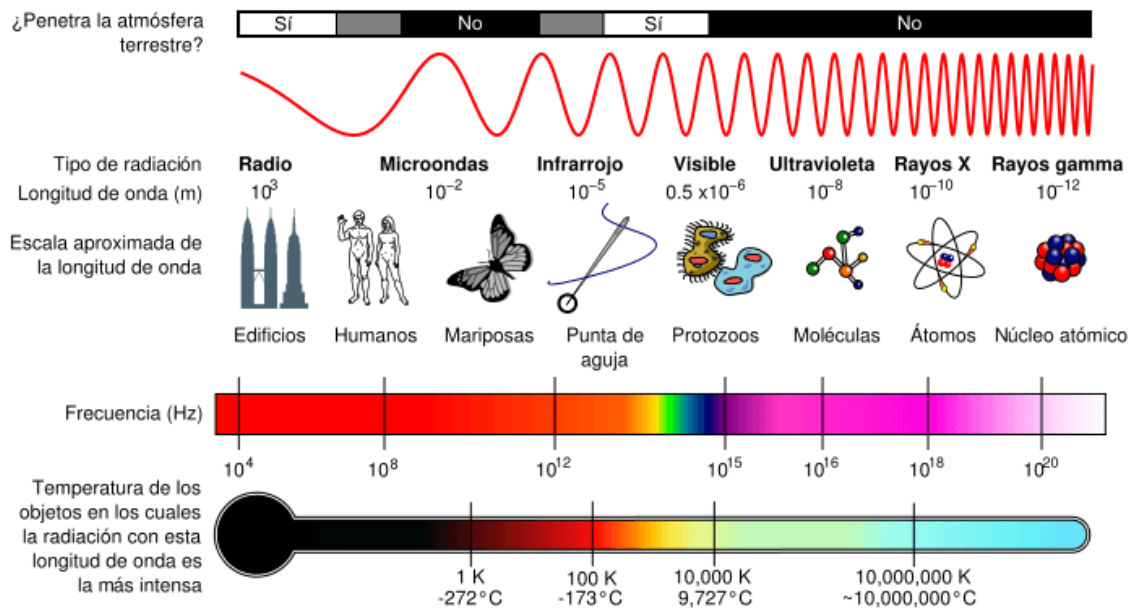 ¿Penetra la atmósfera
terrestre?
Sí No Sí No
Tipo de radiación
Radio Microondas Infrarrojo Visible Ultravioleta Rayos X Rayos gamma
Longitud de onda (m)
10³ 10⁻² 10⁻⁵ 0.5 x10⁻⁶ 10⁻⁸ 10⁻¹⁰ 10⁻¹²
Escala aproximada de
la longitud de onda
Edificios Humanos Mariposas Punta de Protozoos Moléculas Átomos Núcleo atómico
aguja
Frecuencia (Hz)
10⁴ 10⁸ 10¹² 10¹⁵ 10¹⁶ 10¹⁸ 10²⁰
Temperatura de los
objetos en los cuales
la radiación con esta
longitud de onda es
la más intensa
1 K 100 K 10,000 K 10,000,000 K
-272°C -173°C 9,727°C ~10,000,000°C